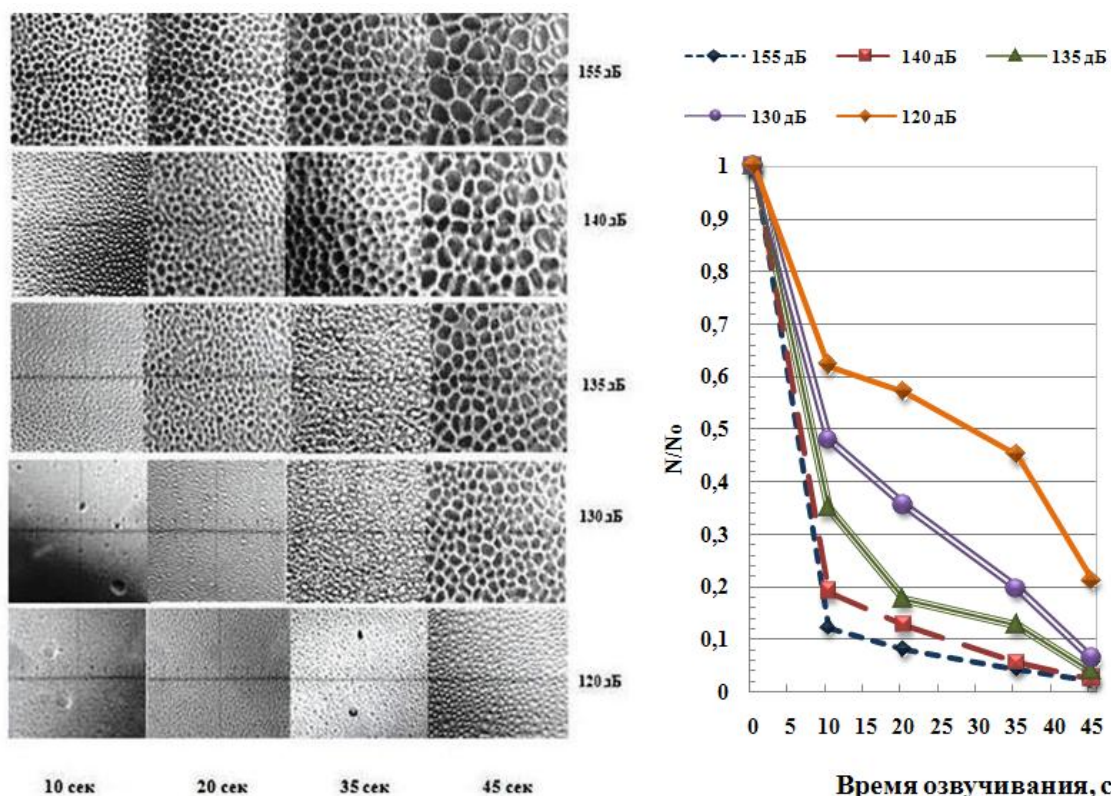 155 дБ
140 дБ
135 дБ
130 дБ
120 дБ
10 сек 20 сек 35 сек 45 сек
155 дБ 140 дБ 135 дБ
130 дБ 120 дБ
N/No
1
0,9
0,8
0,7
0,6
0,5
0,4
0,3
0,2
0,1
0
0 5 10 15 20 25 30 35 40 45
Время озвучивания, с